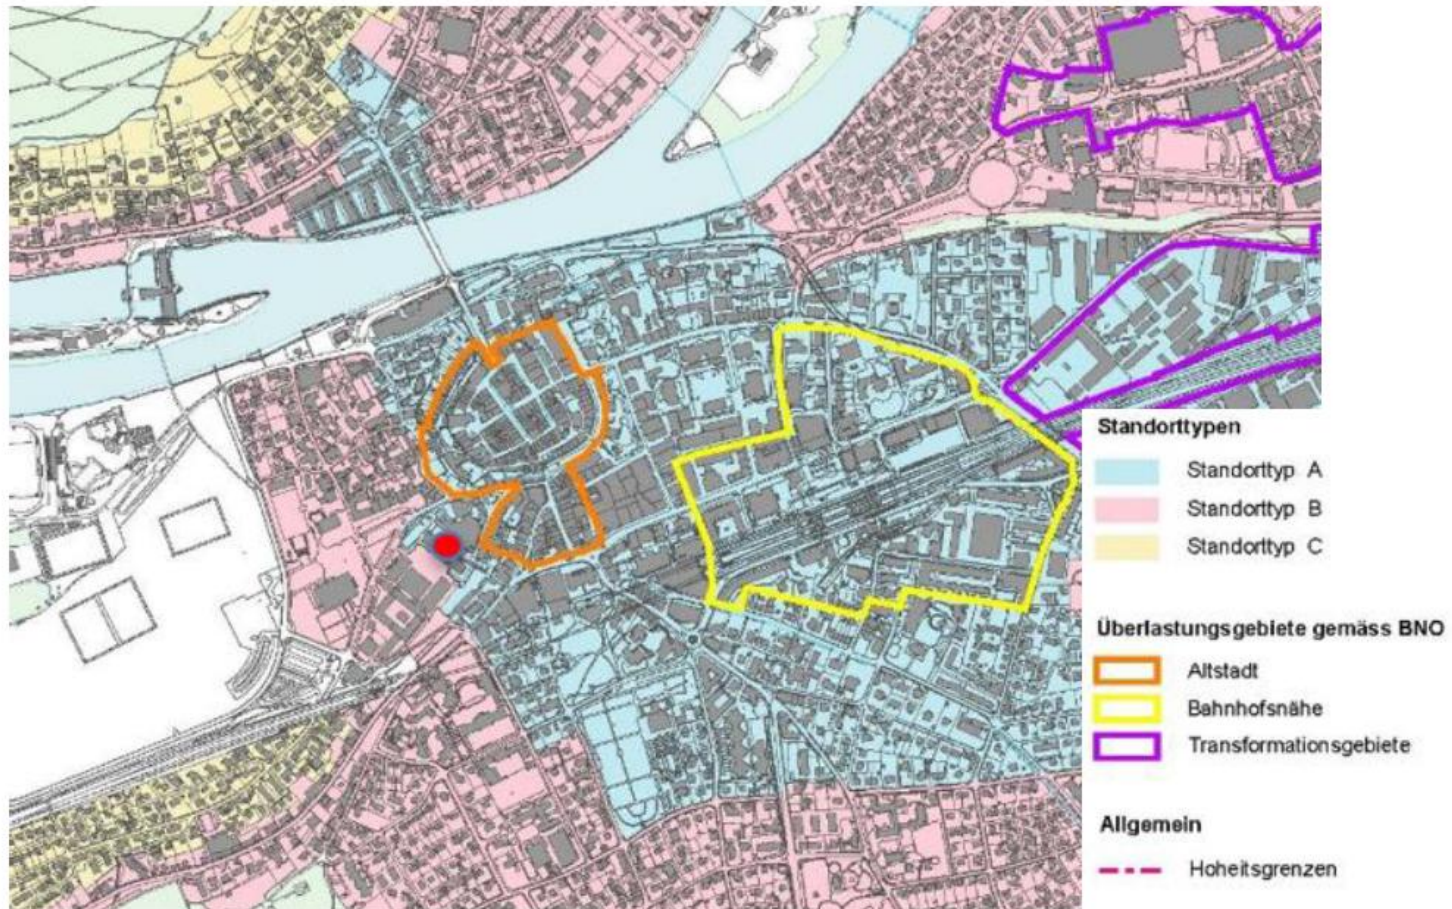 Standorttypen
Standorttyp A
Standorttyp B
Standorttyp C
Überlastungsgebiete gemäss BNO
Altstadt
Bahnhofsnähe
Transformationsgebiete
Allgemein
Hoheitsgrenzen